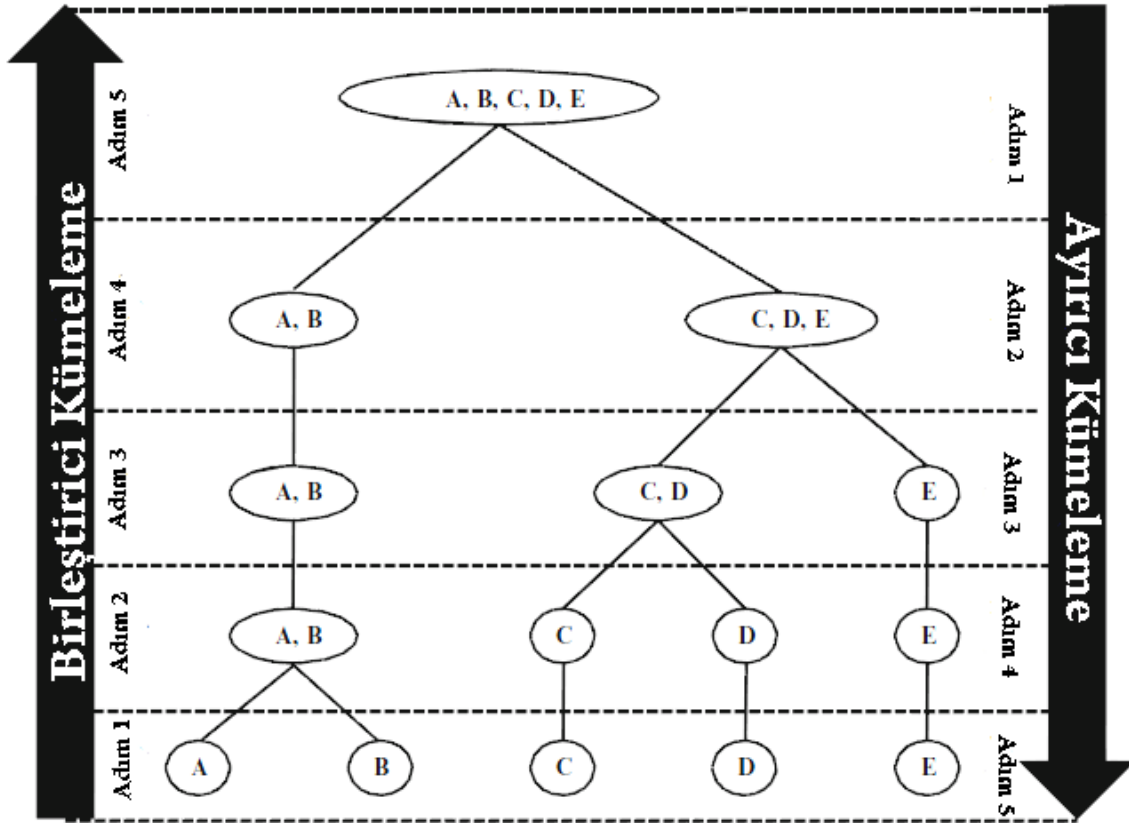 Birleştirici Kümeleme
Ayırıcı Kümeleme
Adım 5
A, B, C, D, E
Adım 1
Adım 4
A, B
C, D, E
Adım 2
Adım 3
A, B
C, D
E
Adım 3
Adım 2
A, B
C
D
E
Adım 4
Adım 1
A
B
C
D
E
Adım 5